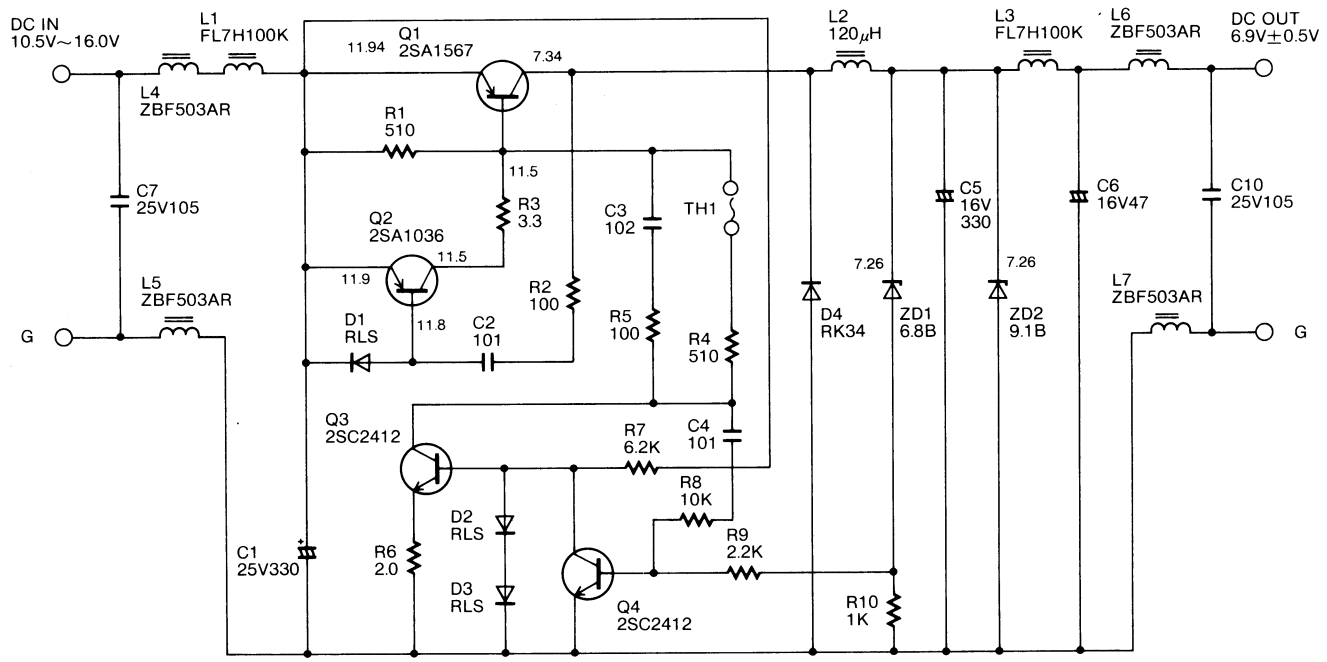 DC IN
10.5V~16.0V
L1
FL7H100K
L4
ZBF503AR
C7
25V105
L5
ZBF503AR
G
11.94
Q1
2SA1567
7.34
R1
510
11.5
R3
3.3
Q2
2SA1036
11.9
11.5
11.8
D1
RLS
C2
101
R2
100
C3
102
TH1
R5
100
R4
510
Q3
2SC2412
R7
6.2K
C4
101
R8
10K
R9
2.2K
D2
RLS
D3
RLS
R6
2.0
C1
+
25V330
Q4
2SC2412
R10
1K
L2
120μH
L3
FL7H100K
L6
ZBF503AR
DC OUT
6.9V±0.5V
C5
16V
330
C6
16V47
C10
25V105
7.26
7.26
D4
RK34
ZD1
6.8B
ZD2
9.1B
L7
ZBF503AR
G